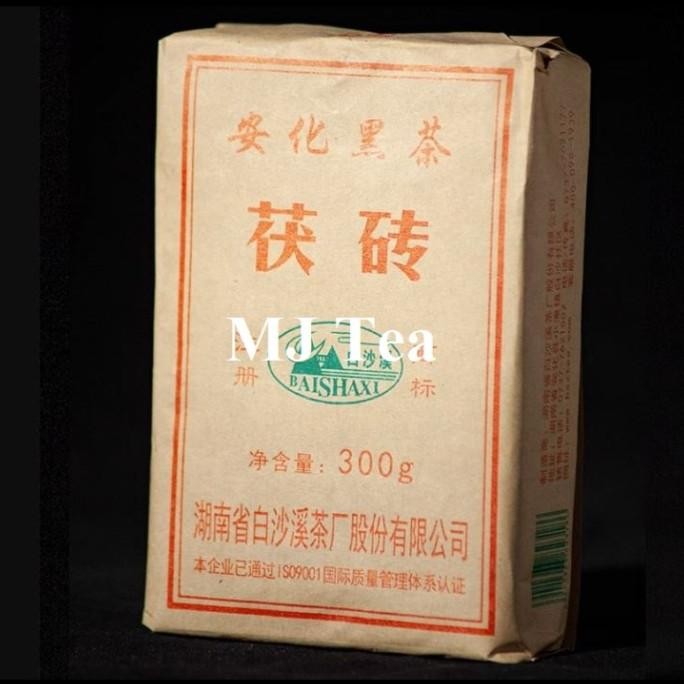 安化黑茶
茯砖
MJ Tea
注册
商标
白沙溪
BAISHAXI
净含量：300g
湖南省白沙溪茶厂股份有限公司
本企业已通过ISO9001国际质量管理体系认证